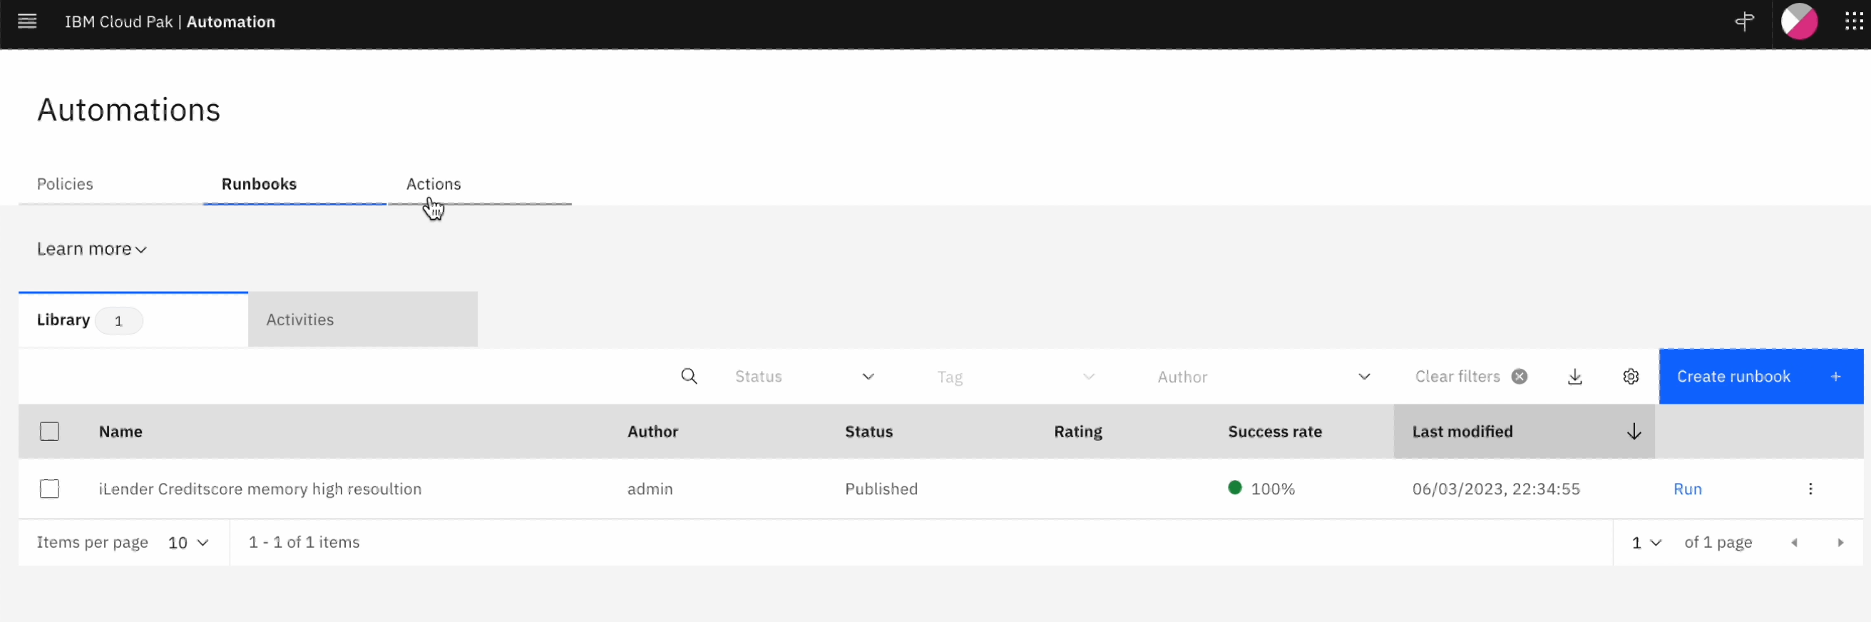 IBM Cloud Pak | Automation
Automations
Policies Runbooks Actions
Learn more
Library 1 Activities
Status Tag Author Clear filters Create runbook +
Name Author Status Rating Success rate Last modified
iLender Creditscore memory high resoultion admin Published 100% 06/03/2023, 22:34:55 Run
Items per page 10 1 - 1 of 1 items 1 of 1 page